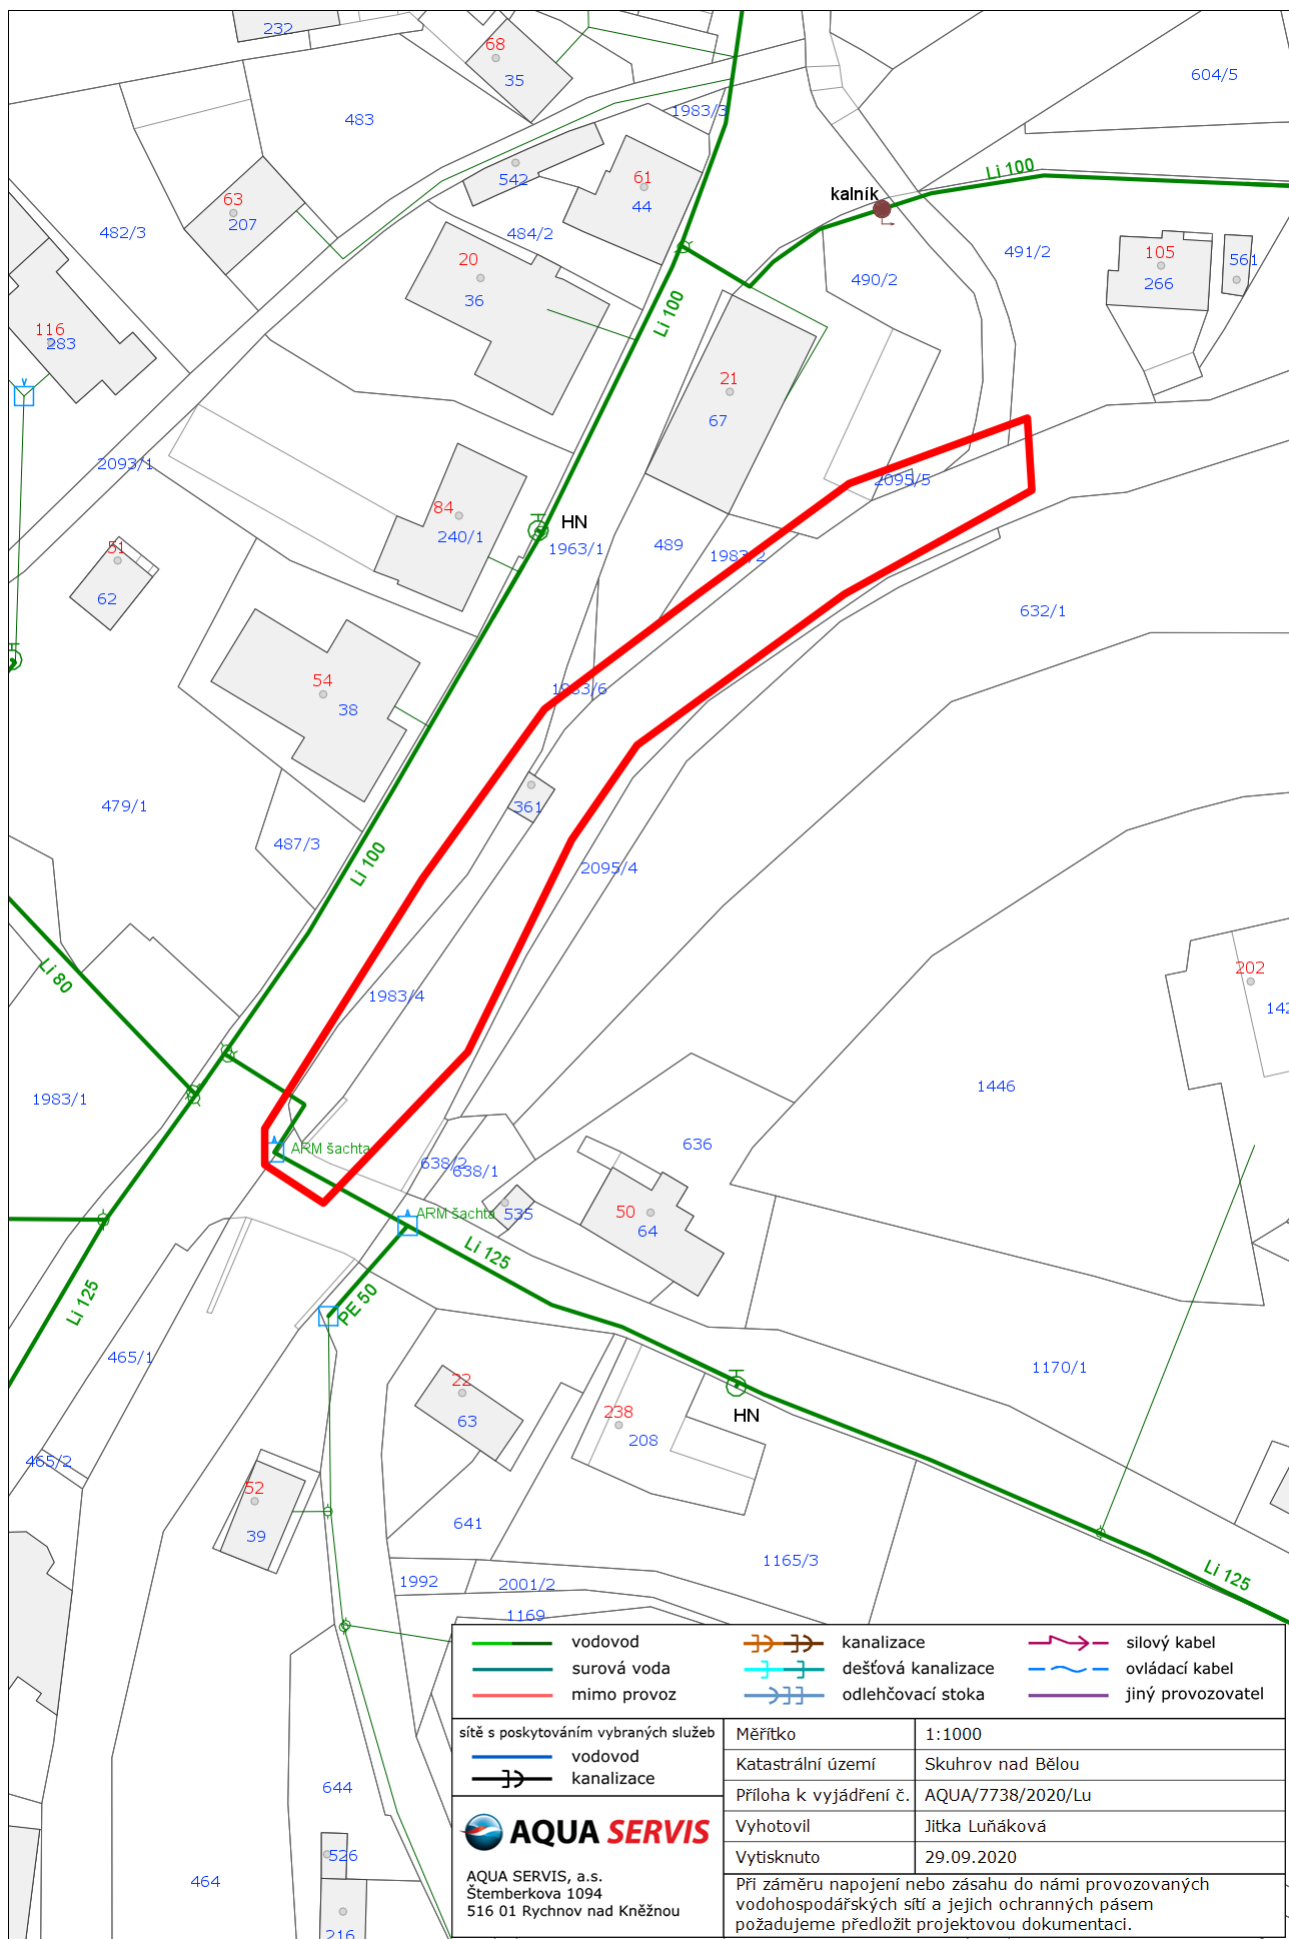 232
68
35
604/5
483
1983/3
542
61
44
Li 100
kalník
63
207
482/3
484/2
20
36
491/2
105
266
561
490/2
116
283
Li 100
21
67
2093/1
2095/5
84
240/1
HN
1963/1
489
1983/2
51
62
632/1
54
38
1983/6
479/1
361
487/3
Li 100
2095/4
Li 80
202
142
1983/4
1983/1
1446
ARM šachta
636
638/2
638/1
ARM šachta
535
50
64
Li 125
PE 50
Li 125
465/1
1170/1
22
63
238
208
HN
465/2
52
39
641
1165/3
1992
2001/2
1169
Li 125
644
526
464
216
vodovod
kanalizace
silový kabel
surová voda
dešťová kanalizace
ovládací kabel
mimo provoz
odlehčovací stoka
jiný provozovatel
sítě s poskytováním vybraných služeb
vodovod
kanalizace
Měřítko 1:1000
Katastrální území Skuhrov nad Bělou
Příloha k vyjádření č. AQUA/7738/2020/Lu
Vyhotovil Jitka Luňáková
Vytisknuto 29.09.2020
AQUA SERVIS
AQUA SERVIS, a.s.
Štemberkova 1094
516 01 Rychnov nad Kněžnou
Při záměru napojení nebo zásahu do námi provozovaných
vodohospodářských sítí a jejich ochranných pásem
požadujeme předložit projektovou dokumentaci.